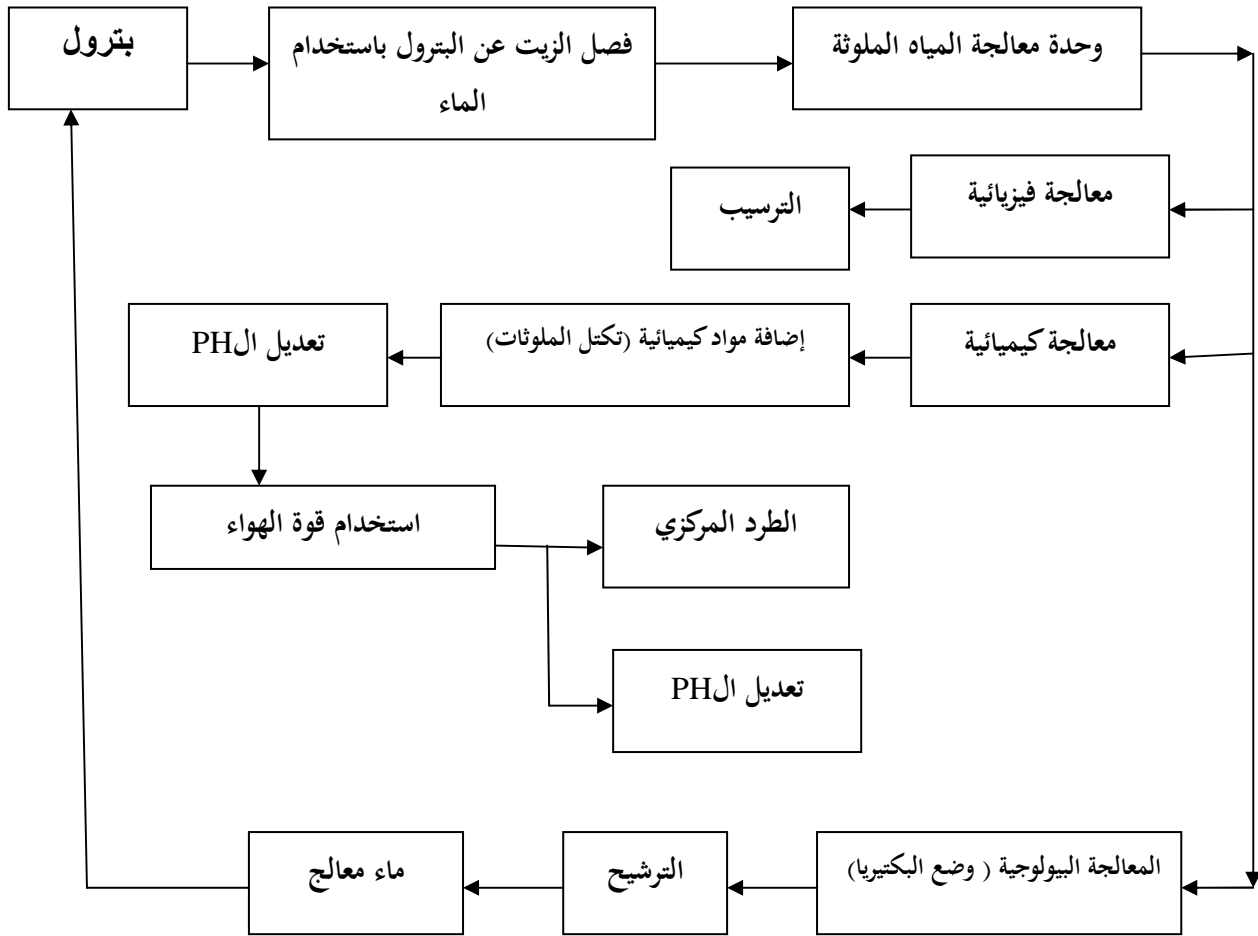 بترول
فصل الزيت عن البترول باستخدام
الماء
وحدة معالجة المياه الملوثة
معالجة فيزيائية
الترسيب
معالجة كيميائية
إضافة مواد كيميائية (تكتل الملوثات)
تعديل الPH
استخدام قوة الهواء
الطرد المركزي
تعديل الPH
المعالجة البيولوجية ( وضع البكتيريا)
الترشيح
ماء معالج